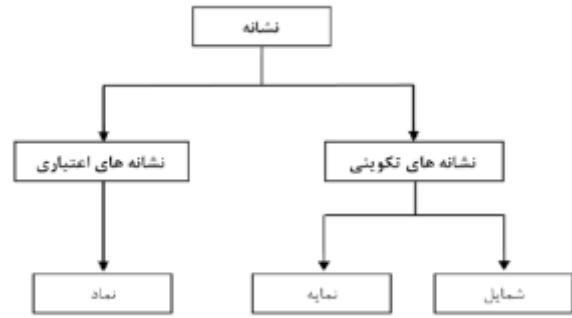 نشانه
نشانه های تکوینی
نشانه های اعتباری
شمایل
نمایه
نماد